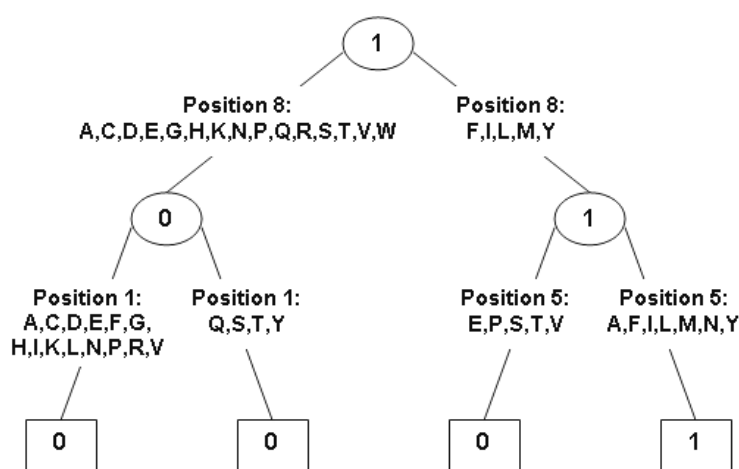 1
Position 8:
A,C,D,E,G,H,K,N,P,Q,R,S,T,V,W
Position 8:
F,I,L,M,Y
0
1
Position 1:
A,C,D,E,F,G,
H,I,K,L,N,P,R,V
Position 1:
Q,S,T,Y
Position 5:
E,P,S,T,V
Position 5:
A,F,I,L,M,N,Y
0
0
0
1